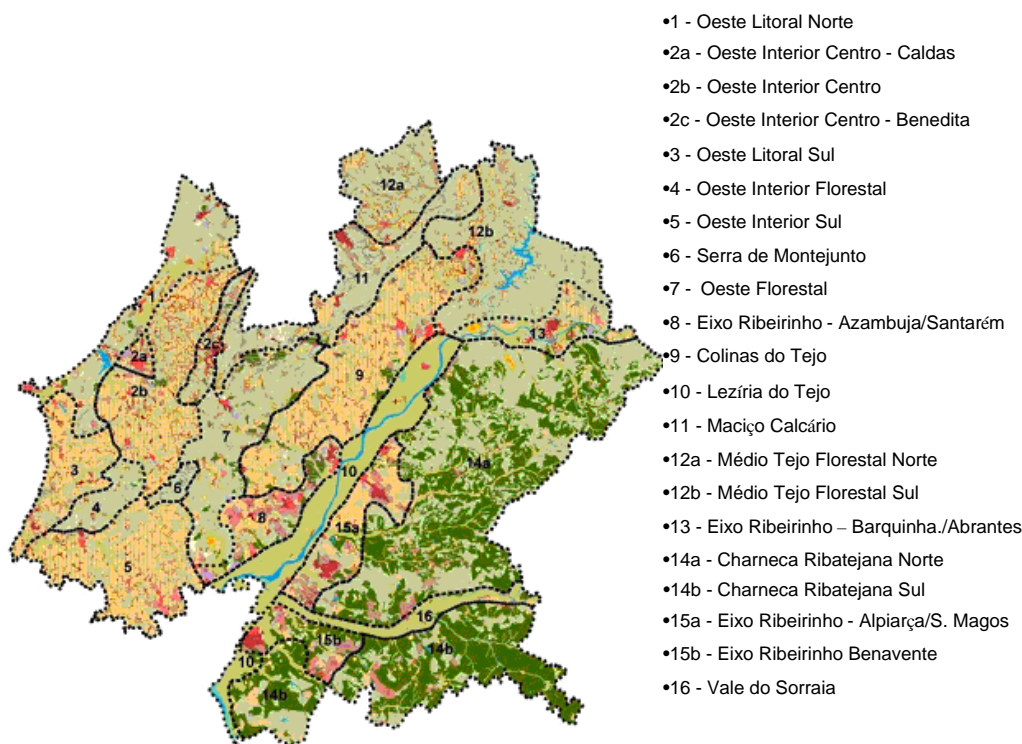 •1 - Oeste Litoral Norte
•2a - Oeste Interior Centro - Caldas
•2b - Oeste Interior Centro
•2c - Oeste Interior Centro - Benedita
•3 - Oeste Litoral Sul
•4 - Oeste Interior Florestal
•5 - Oeste Interior Sul
•6 - Serra de Montejunto
•7 - Oeste Florestal
•8 - Eixo Ribeirinho - Azambuja/Santarém
•9 - Colinas do Tejo
•10 - Lezíria do Tejo
•11 - Maciço Calcário
•12a - Médio Tejo Florestal Norte
•12b - Médio Tejo Florestal Sul
•13 - Eixo Ribeirinho – Barquinha./Abrantes
•14a - Charneca Ribatejana Norte
•14b - Charneca Ribatejana Sul
•15a - Eixo Ribeirinho - Alpiarça/S. Magos
•15b - Eixo Ribeirinho Benavente
•16 - Vale do Sorraia
12a
12b
11
1
13
2a
2c
9
2b
7
3
10
14a
6
4
8
15a
5
16
15b
14b
10
14b